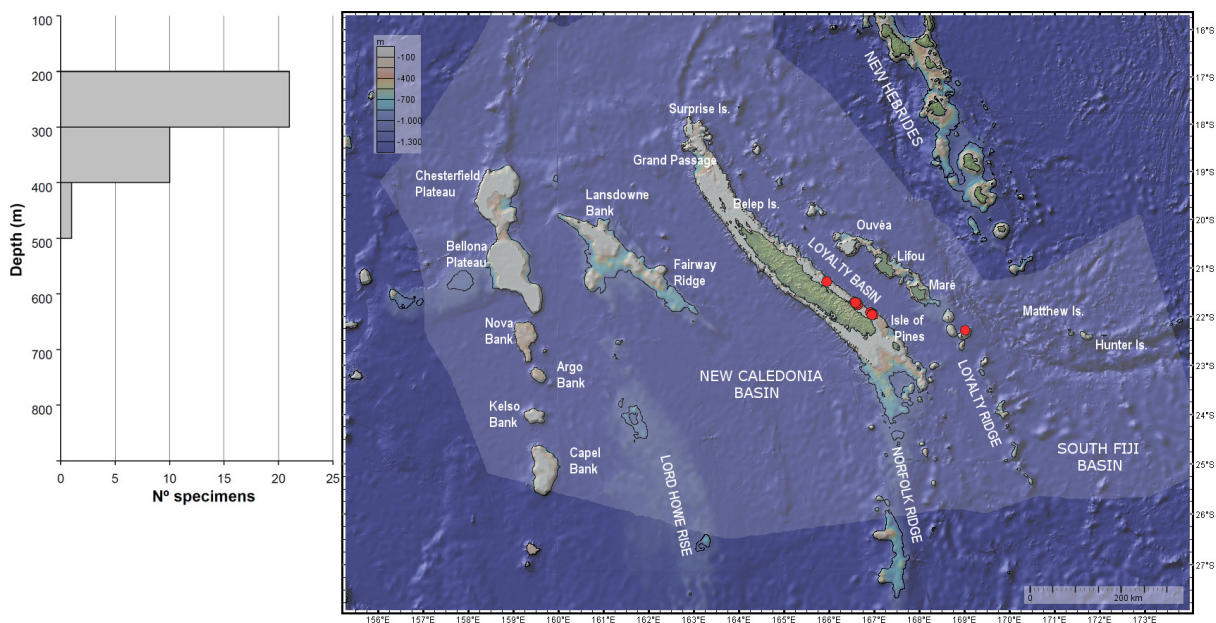 100
200
300
400
500
600
700
800
Depth (m)
0
5
10
15
20
25
Nº specimens
m
-100
-400
-700
-1.000
-1.300
Surprise Is.
Grand Passage
Chesterfield
Plateau
Lansdowne
Bank
Belep Is.
Bellona
Plateau
Fairway
Ridge
Nova
Bank
Argo
Bank
Kelso
Bank
Capel
Bank
NEW HEBRIDES
Ouvéa
Lifou
Maré
LOYALTY BASIN
Isle of
Pines
Matthew Is.
Hunter Is.
NEW CALEDONIA
BASIN
LOYALTY RIDGE
SOUTH FIJI
BASIN
LORD HOWE RISE
NORFOLK RIDGE
0
200 km
16°S
17°S
18°S
19°S
20°S
21°S
22°S
23°S
24°S
25°S
26°S
27°S
156°E
157°E
158°E
159°E
160°E
161°E
162°E
163°E
164°E
165°E
166°E
167°E
168°E
169°E
170°E
171°E
172°E
173°E